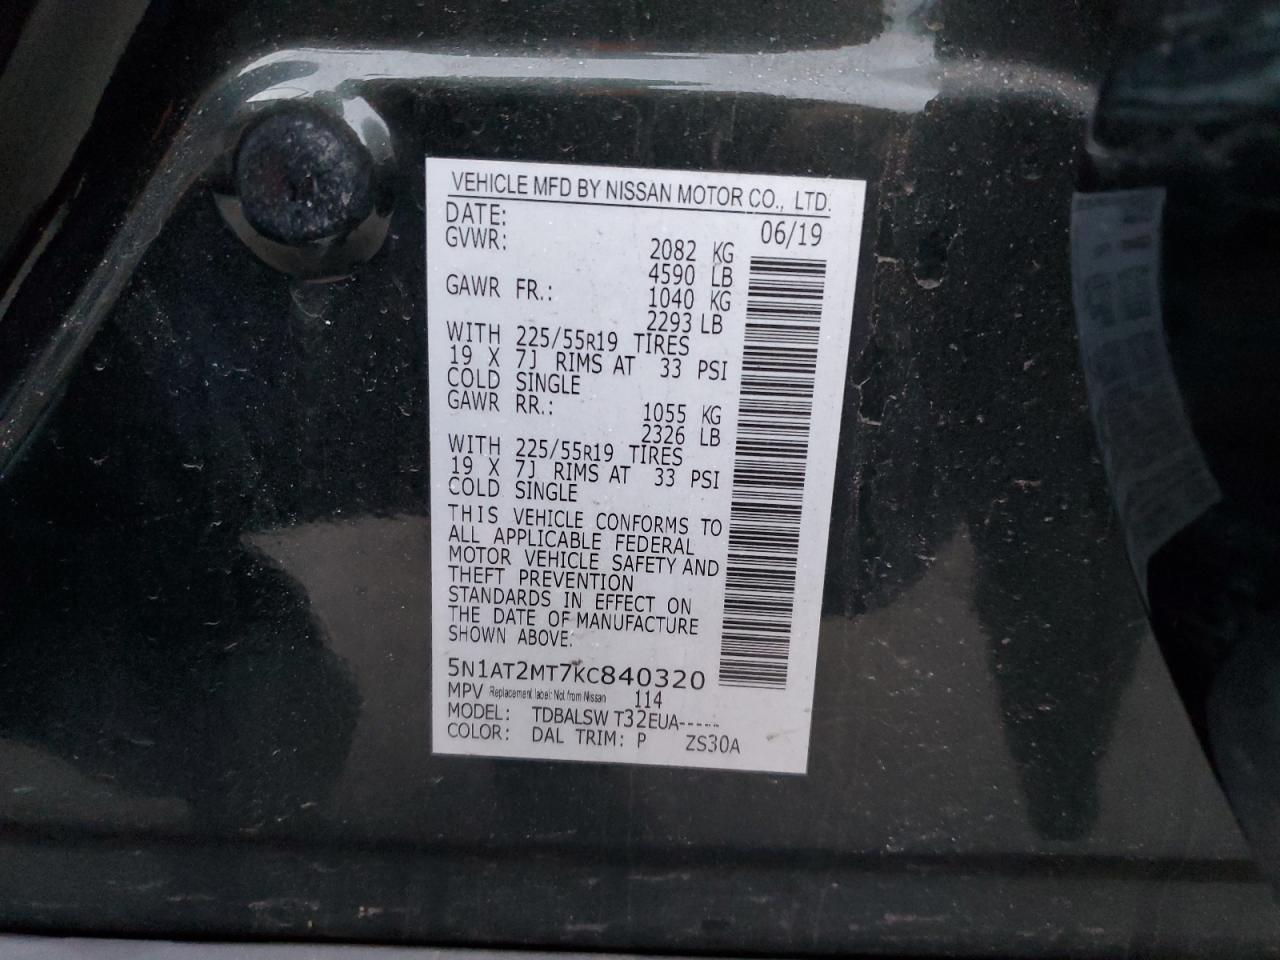 VEHICLE MFD BY NISSAN MOTOR CO., LTD.
DATE: 06/19
GVWR: 2082 KG
4590 LB
GAWR FR.: 1040 KG
2293 LB
WITH 225/55R19 TIRES
19 X 7J RIMS AT 33 PSI
COLD SINGLE
GAWR RR.: 1055 KG
2326 LB
WITH 225/55R19 TIRES
19 X 7J RIMS AT 33 PSI
COLD SINGLE
THIS VEHICLE CONFORMS TO
ALL APPLICABLE FEDERAL
MOTOR VEHICLE SAFETY AND
THEFT PREVENTION
STANDARDS IN EFFECT ON
THE DATE OF MANUFACTURE
SHOWN ABOVE:
5N1AT2MT7KC840320
MPV Replacement label: Not from Nissan 114
MODEL: TDBALSW T32EUA-----
COLOR: DAL TRIM: P ZS30A